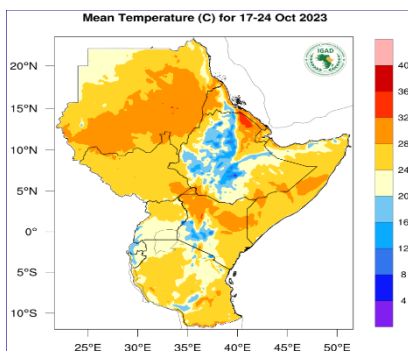 Mean Temperature (C) for 17-24 Oct 2023
IGAD
20°N
15°N
10°N
5°N
0°
5°S
10°S
25°E 30°E 35°E 40°E 45°E 50°E
40
36
32
28
24
20
16
12
8
4